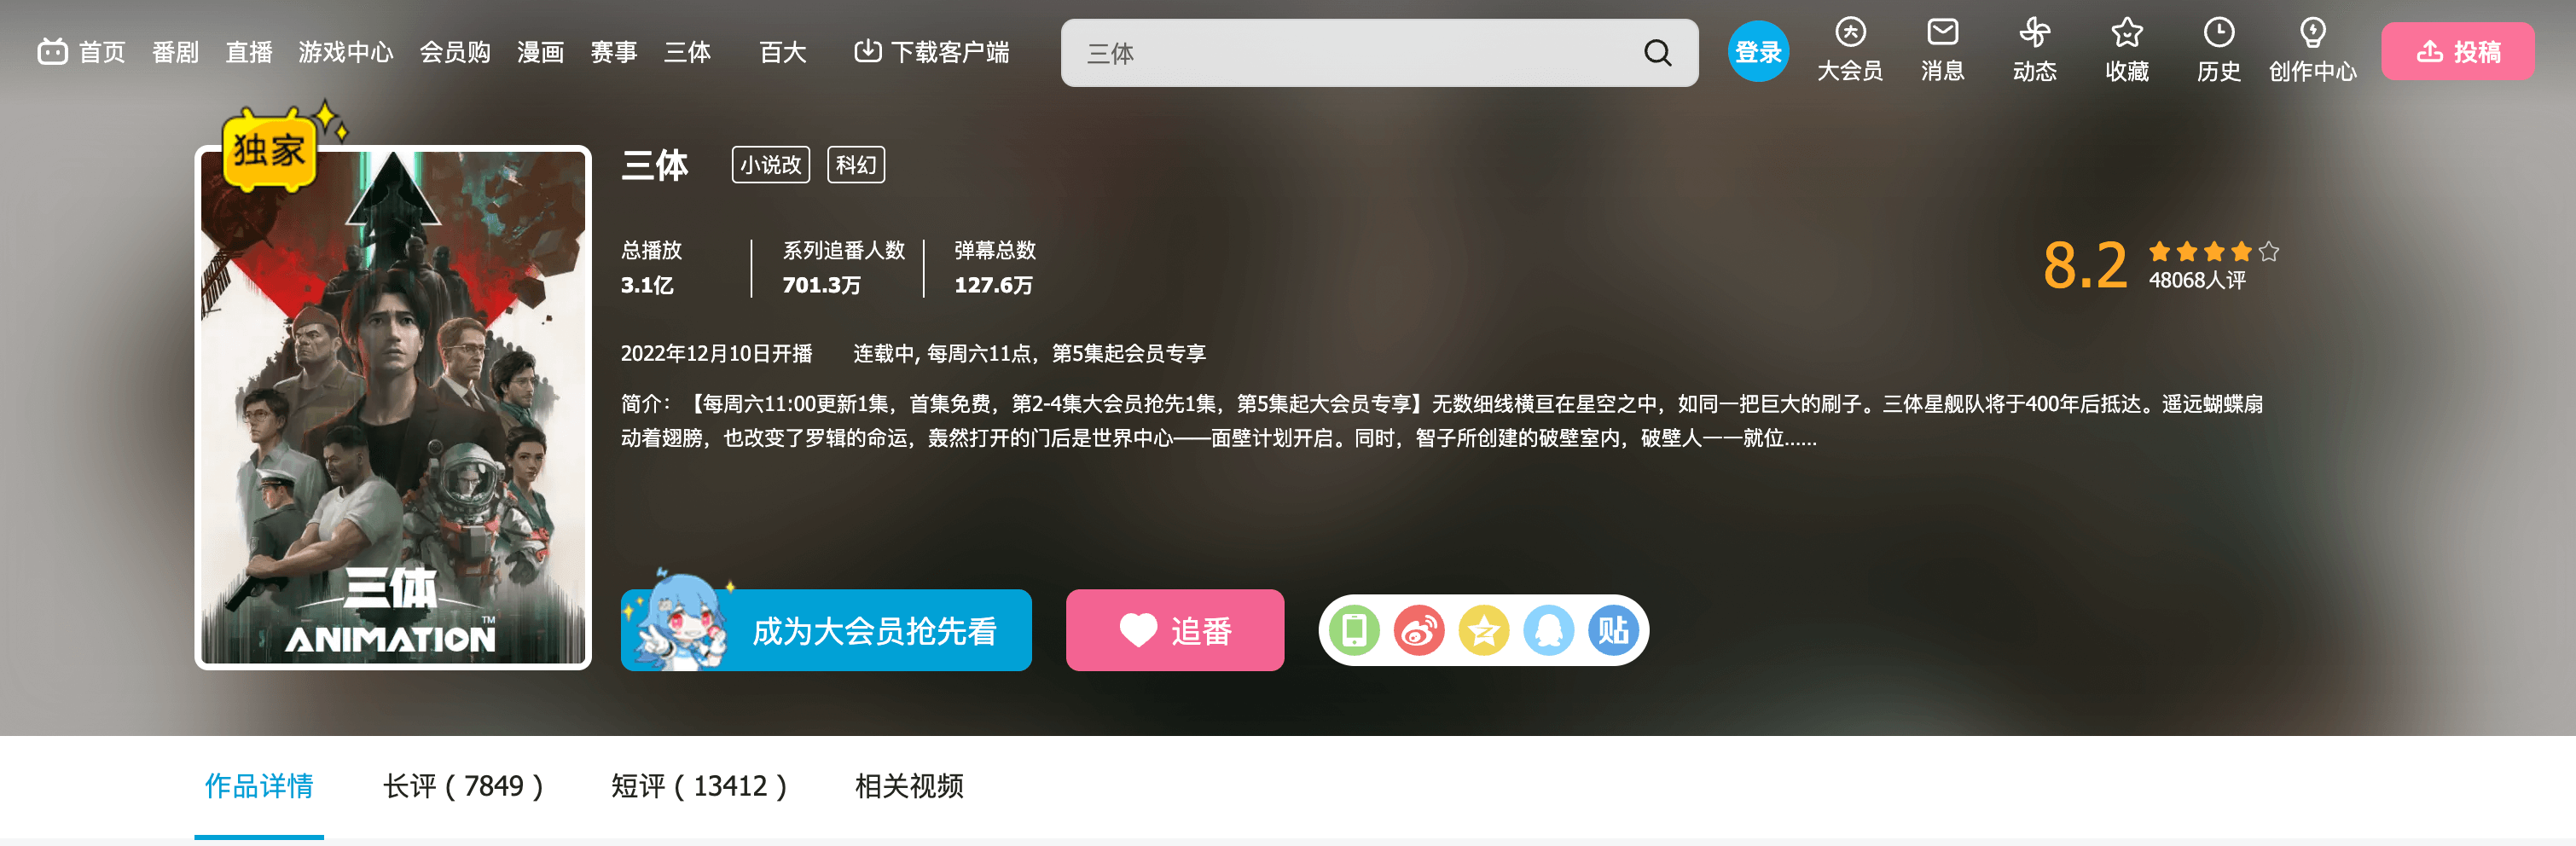 首页 番剧 直播 游戏中心 会员购 漫画 赛事 三体 百大 下载客户端 三体 登录 大会员 消息 动态 收藏 历史 创作中心 投稿
独家
三体 小说改 科幻
总播放 系列追番人数 弹幕总数
3.1亿 701.3万 127.6万
8.2
48068人评
2022年12月10日开播 连载中, 每周六11点，第5集起会员专享
简介：【每周六11:00更新1集，首集免费，第2-4集大会员抢先1集，第5集起大会员专享】无数细线横亘在星空之中，如同一把巨大的刷子。三体星舰队将于400年后抵达。遥远蝴蝶扇
动着翅膀，也改变了罗辑的命运，轰然打开的门后是世界中心——面壁计划开启。同时，智子所创建的破壁室内，破壁人一一就位......
三体
ANIMATION™
成为大会员抢先看 追番 贴
作品详情 长评（7849） 短评（13412） 相关视频